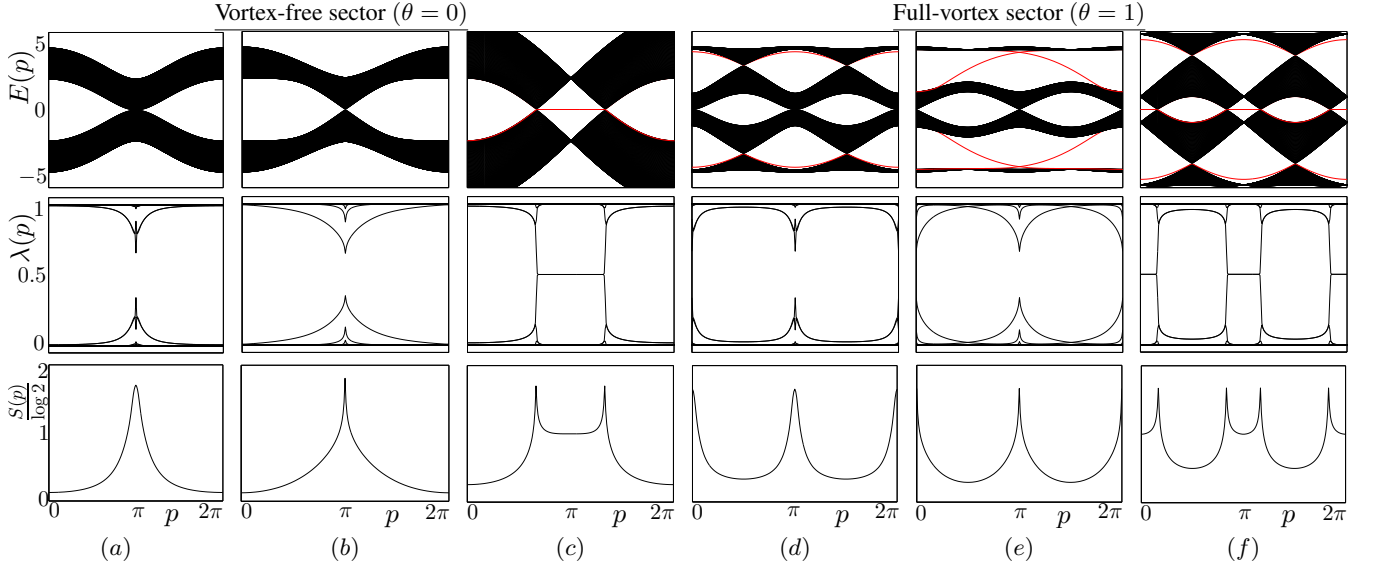 Vortex-free sector (θ = 0)
Full-vortex sector (θ = 1)
E(p)
5
0
−5
λ(p)
1
0.5
0
S(p)
log 2
2
1
0
0 π p 2π
0 π p 2π
0 π p 2π
0 π p 2π
0 π p 2π
0 π p 2π
(a) (b) (c) (d) (e) (f)